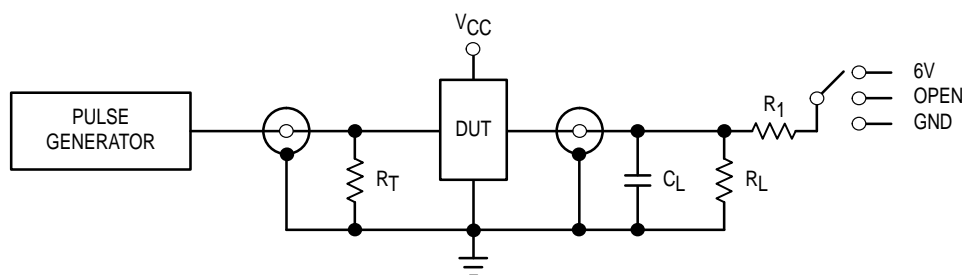 VCC
PULSE
GENERATOR
RT
DUT
CL
RL
R1
6V
OPEN
GND